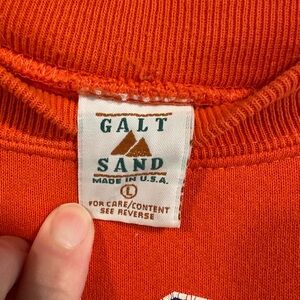 GALT
SAND
MADE IN U.S.A.
L
FOR CARE/CONTENT
SEE REVERSE